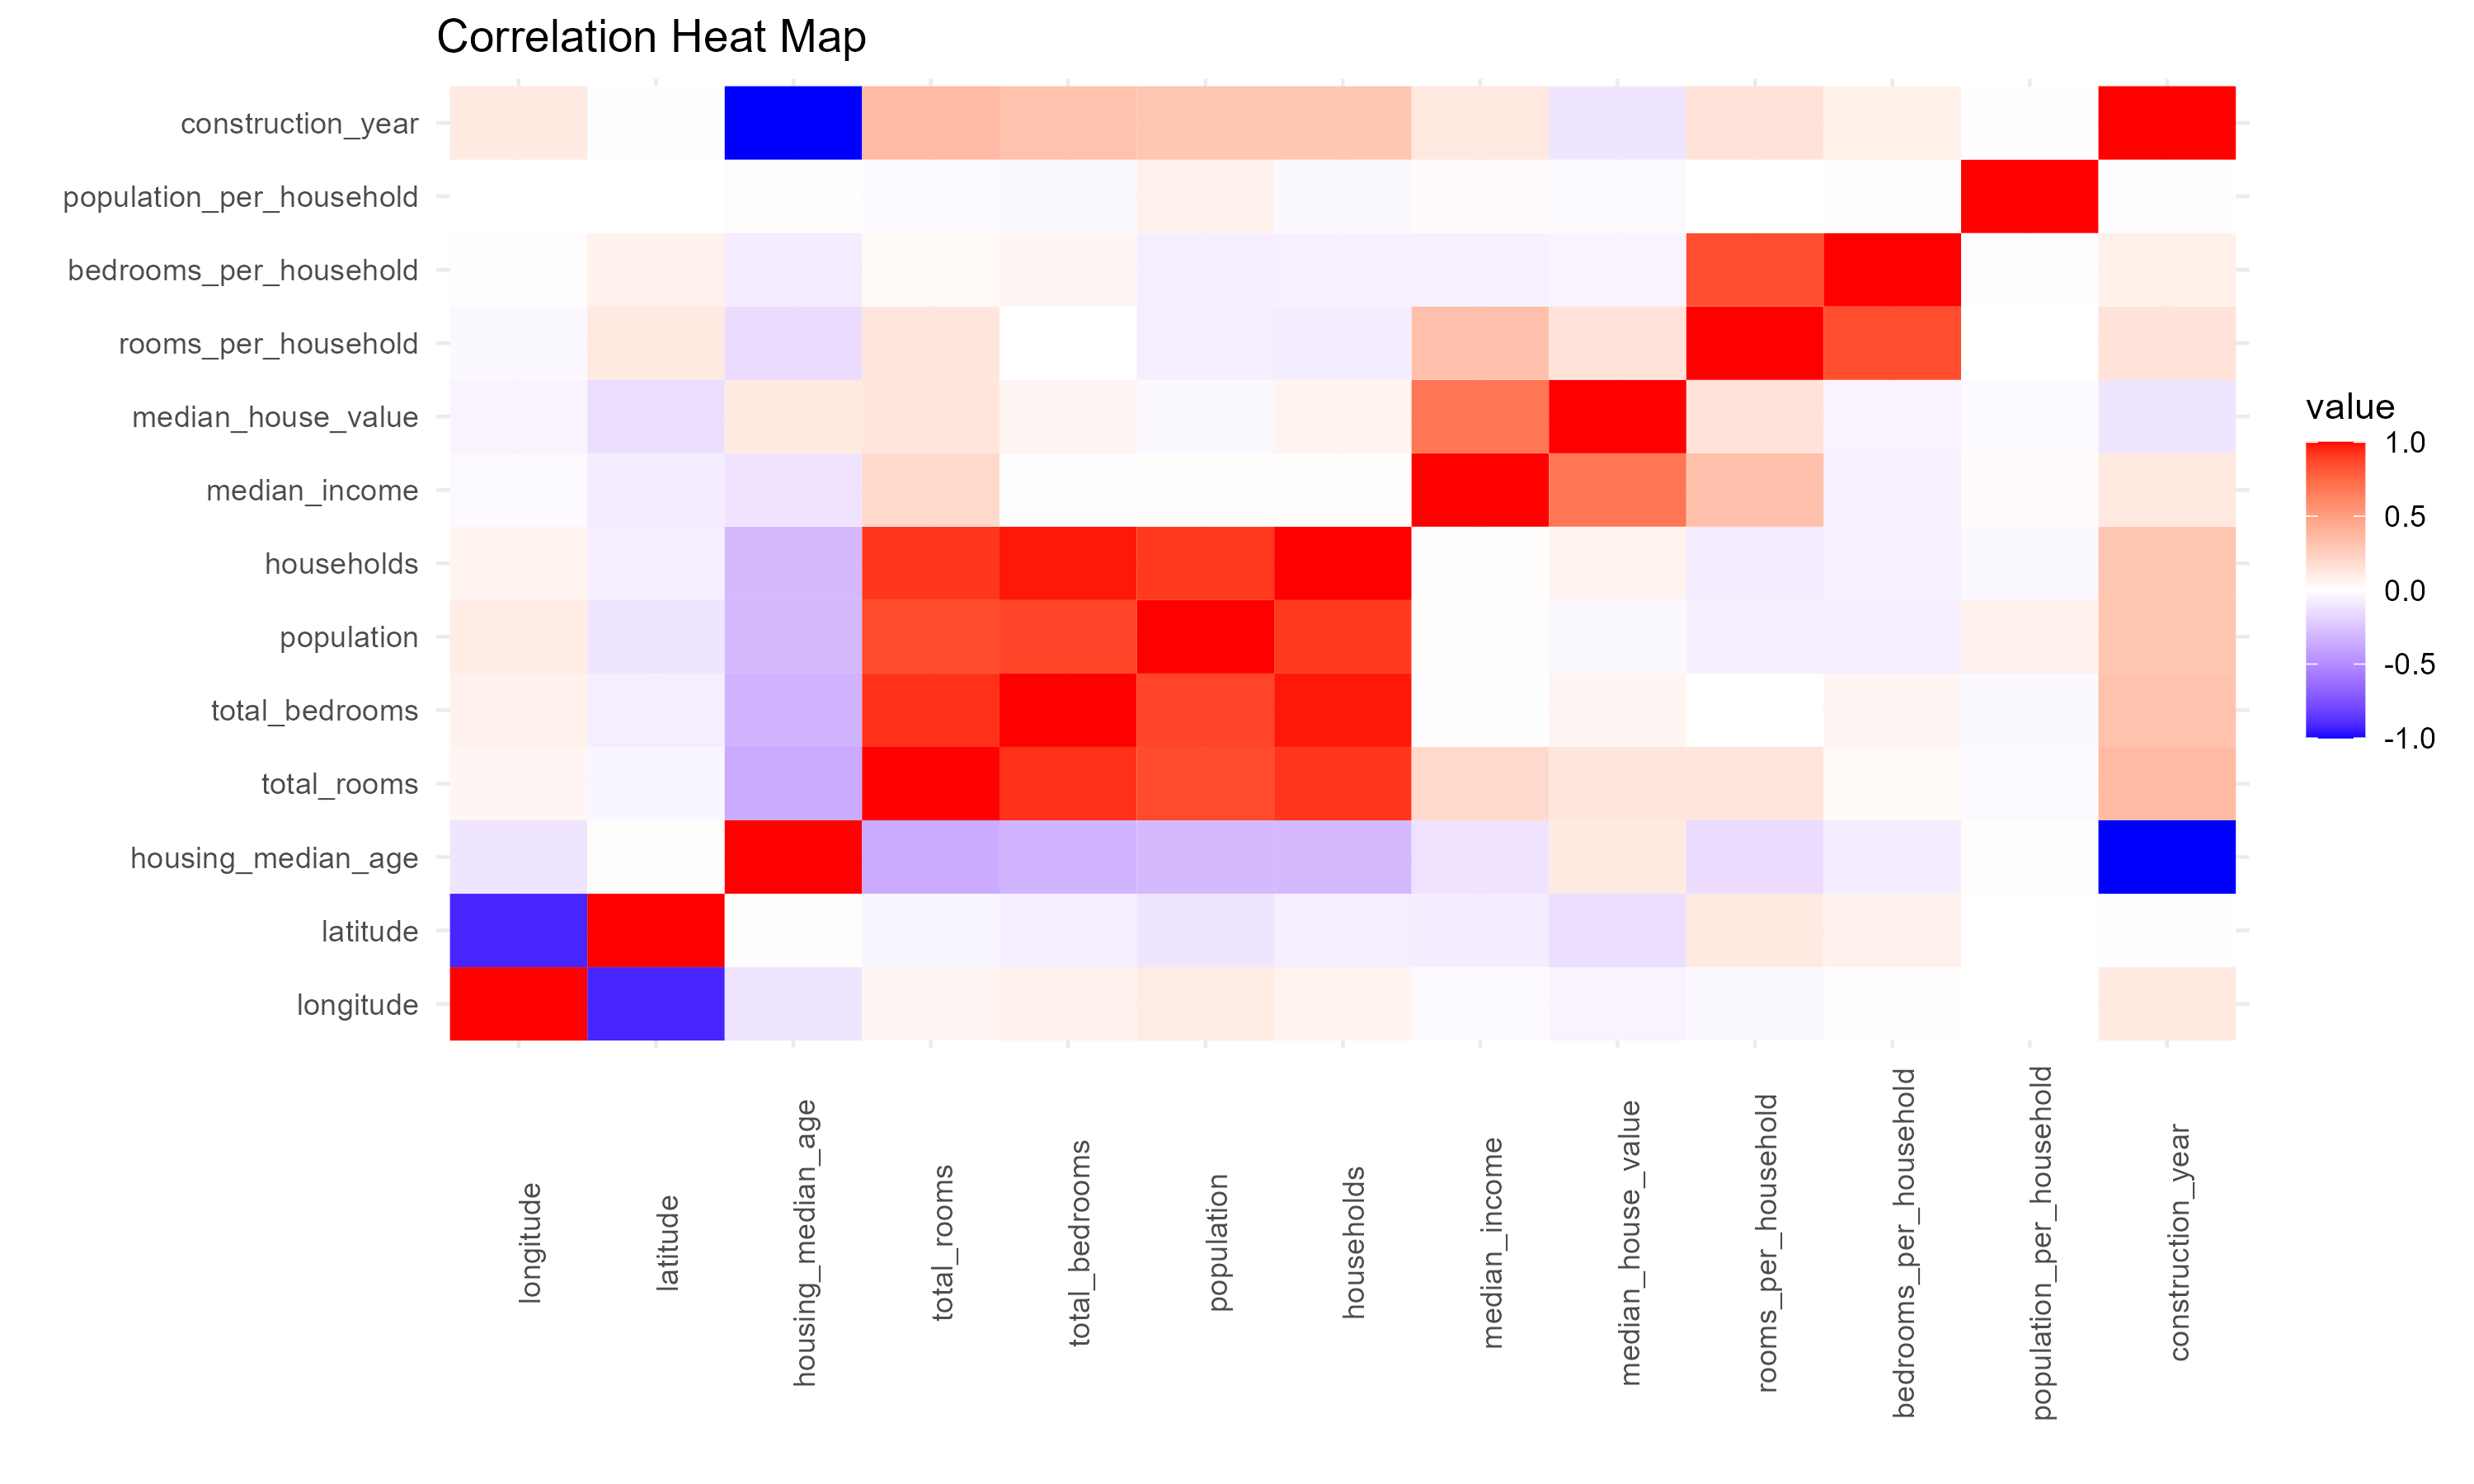 Correlation Heat Map
construction_year
population_per_household
bedrooms_per_household
rooms_per_household
median_house_value
median_income
households
population
total_bedrooms
total_rooms
housing_median_age
latitude
longitude
longitude
latitude
housing_median_age
total_rooms
total_bedrooms
population
households
median_income
median_house_value
rooms_per_household
bedrooms_per_household
population_per_household
construction_year
value
1.0
0.5
0.0
-0.5
-1.0